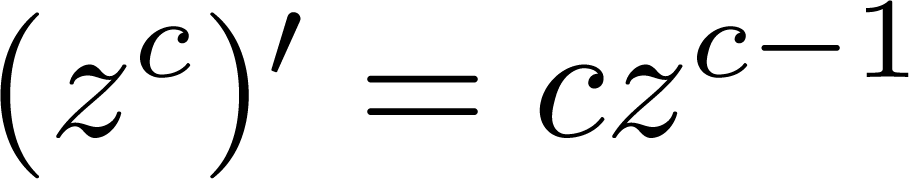 (z^c)' = cz^{c-1}